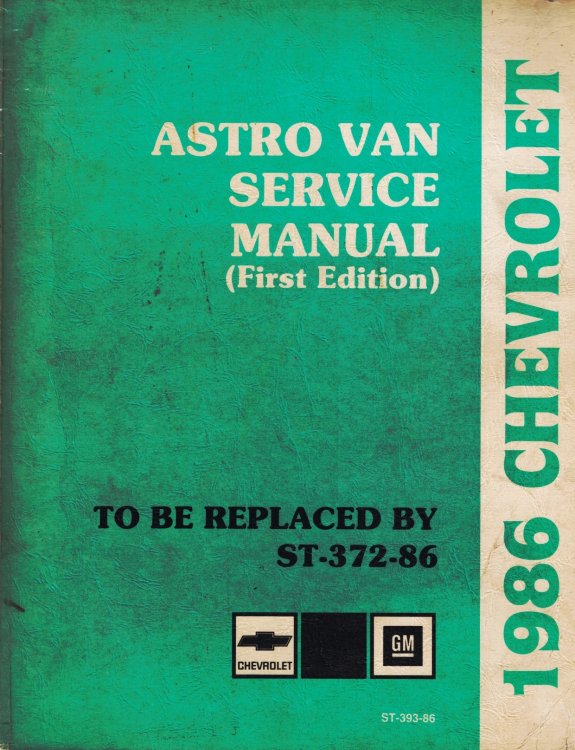 ASTRO VAN
SERVICE
MANUAL
(First Edition)
TO BE REPLACED BY
ST-372-86
CHEVROLET
GM
ST-393-86
1986 CHEVROLET